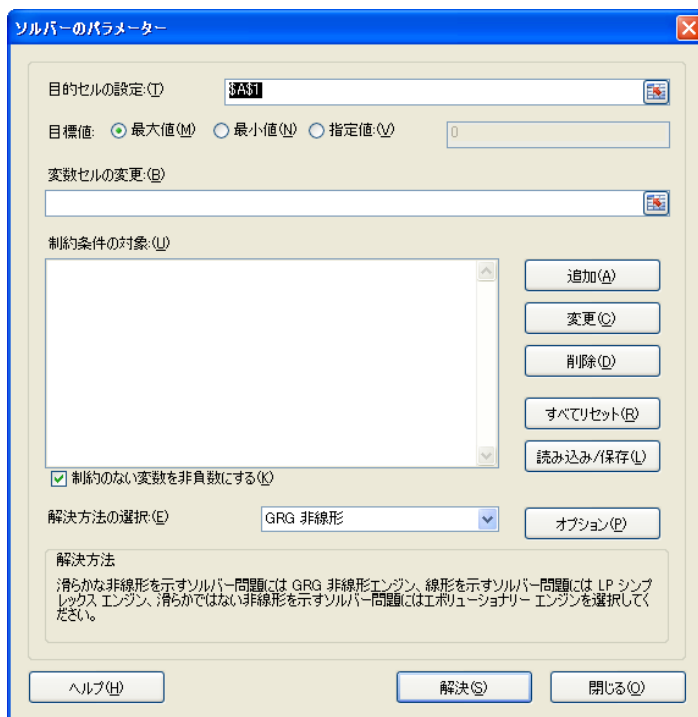 ソルバーのパラメーター
目的セルの設定:(T)
$A$1
目標値: 最大値(M) 最小値(N) 指定値:(V) 0
変数セルの変更:(B)
制約条件の対象:(U)
追加(A)
変更(C)
削除(D)
すべてリセット(R)
読み込み/保存(L)
制約のない変数を非負数にする(K)
解決方法の選択:(E) GRG 非線形 オプション(P)
解決方法
滑らかな非線形を示すソルバー問題には GRG 非線形エンジン、線形を示すソルバー問題には LP シンプ
レックス エンジン、滑らかではない非線形を示すソルバー問題にはエボリューショナリー エンジンを選択してく
ださい。
ヘルプ(H) 解決(S) 閉じる(O)